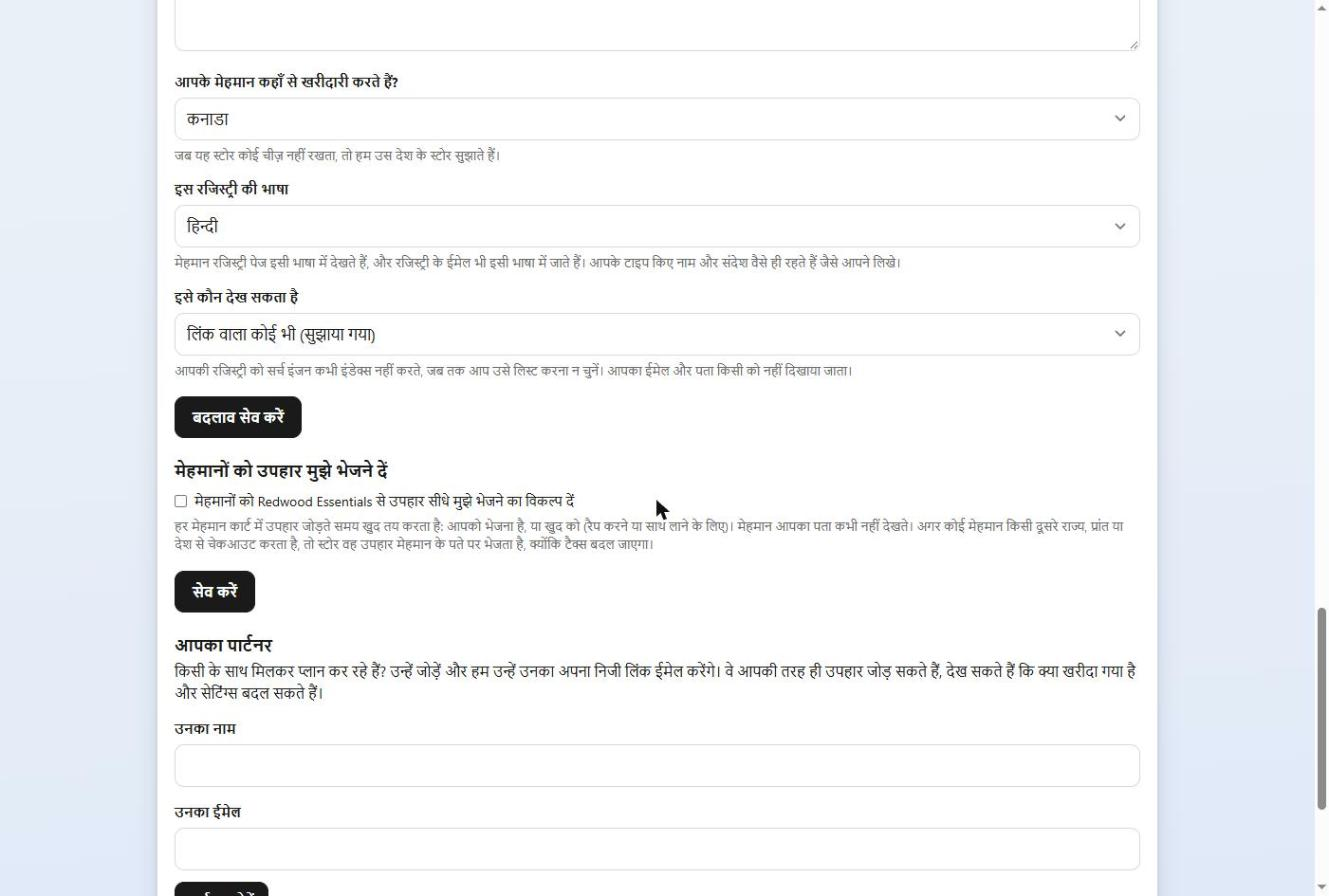 आपके मेहमान कहाँ से खरीदारी करते हैं?
कनाडा
जब यह स्टोर कोई चीज़ नहीं रखता, तो हम उस देश के स्टोर सुझाते हैं।
इस रजिस्ट्री की भाषा
हिन्दी
मेहमान रजिस्ट्री पेज इसी भाषा में देखते हैं, और रजिस्ट्री के ईमेल भी इसी भाषा में जाते हैं। आपके टाइप किए नाम और संदेश वैसे ही रहते हैं जैसे आपने लिखे।
इसे कौन देख सकता है
लिंक वाला कोई भी (सुझाया गया)
आपकी रजिस्ट्री को सर्च इंजन कभी इंडेक्स नहीं करते, जब तक आप उसे लिस्ट करना न चुनें। आपका ईमेल और पता किसी को नहीं दिखाया जाता।
बदलाव सेव करें
मेहमानों को उपहार मुझे भेजने दें
मेहमानों को Redwood Essentials से उपहार सीधे मुझे भेजने का विकल्प दें
हर मेहमान कार्ट में उपहार जोड़ते समय खुद तय करता है: आपको भेजना है, या खुद को (रैप करने या साथ लाने के लिए)। मेहमान आपका पता कभी नहीं देखते। अगर कोई मेहमान किसी दूसरे राज्य, प्रांत या
देश से चेकआउट करता है, तो स्टोर वह उपहार मेहमान के पते पर भेजता है, क्योंकि टैक्स बदल जाएगा।
सेव करें
आपका पार्टनर
किसी के साथ मिलकर प्लान कर रहे हैं? उन्हें जोड़ें और हम उन्हें उनका अपना निजी लिंक ईमेल करेंगे। वे आपकी तरह ही उपहार जोड़ सकते हैं, देख सकते हैं कि क्या खरीदा गया है
और सेटिंग्स बदल सकते हैं।
उनका नाम
उनका ईमेल